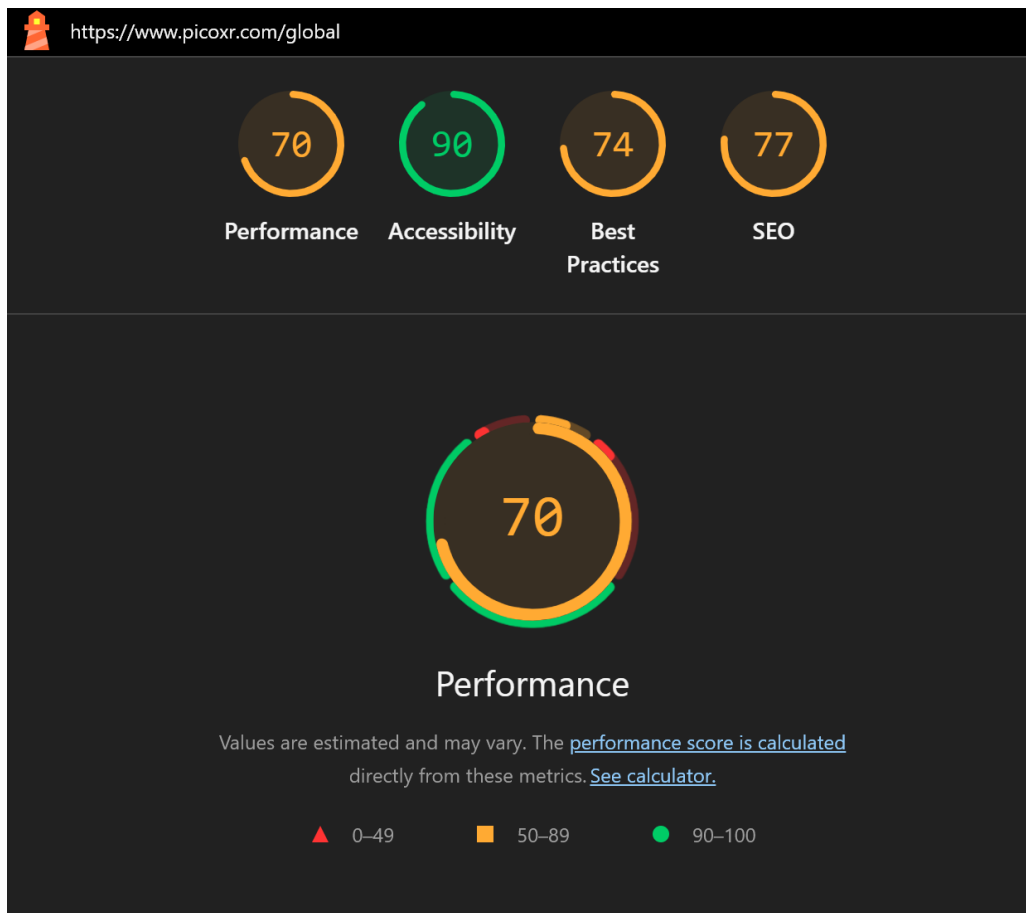 https://www.picoxr.com/global
70 90 74 77
Performance Accessibility Best Practices SEO
70
Performance
Values are estimated and may vary. The performance score is calculated
directly from these metrics. See calculator.
0–49 50–89 90–100